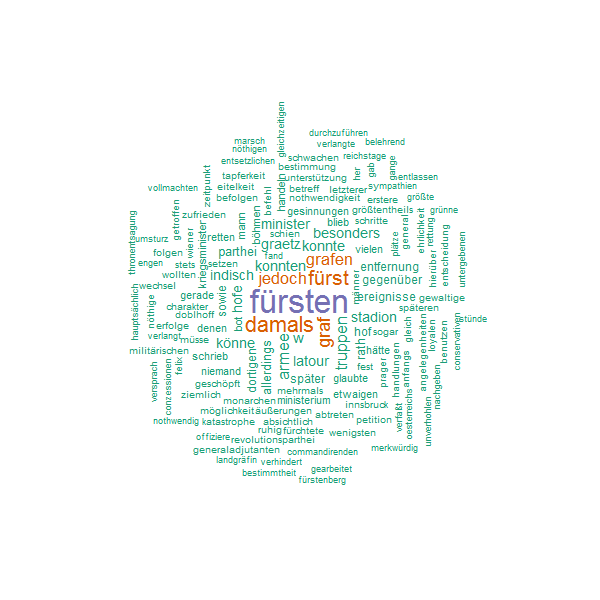 gleichzeitigen
durchzuführen
marsch
verlangte
belehrend
nöthigen
entsetzlichen
schwachen
reichstage
her
gab
gange
bestimmung
tapferkeit
unterstützung
entlassen
vollmachten
zeitpunkt
eitelkeit
handeln
betreff
letzterer
sympathien
befehl
befolgen
nothwendigkeit
erstere
größte
thronentsagung
getroffen
zufrieden
mann
gesinnungen
größtentheils
grünne
minister
blieb
schritte
general
ehrlichkeit
rettung
umsturz
wiener
retten
böhmen
schien
besonders
plätze
hierüber
entscheidung
untergebenen
kriegsminister
parthei
graetz
konnte
vielen
folgen
fand
grafen
engen
stets
setzen
konnten
entfernung
wollten
indisch
jedoch
fürst
männer
gegenüber
hauptsächlich
wechsel
gerade
sowie
hofe
fürsten
ereignisse
gewaltige
nöthige
charakter
doblhoff
späteren
erfolge
denen
bot
damals
graf
truppen
stadion
gleich
angelegenheiten
loyalen
benutzen
conservativen
stünde
verlangt
müsse
könne
armee
w
rath
hof
sogar
militärischen
felix
schrieb
dortigen
allerdings
latour
hätte
prager
handlungen
anfangs
nachgeben
versprach
conzessionen
niemand
fest
ziemlich
geschöpft
später
glaubte
mehrmals
monarchen
ministerium
etwaigen
innsbruck
verfaßt
oesterreichs
unverhohlen
möglichkeit
äußerungen
abtreten
nothwendig
katastrophe
absichtlich
petition
offiziere
ruhig
fürchtete
wenigsten
revolutionsparthei
generaladjutanten
commandirenden
merkwürdig
landgräfin
verhindert
bestimmtheit
gearbeitet
fürstenberg